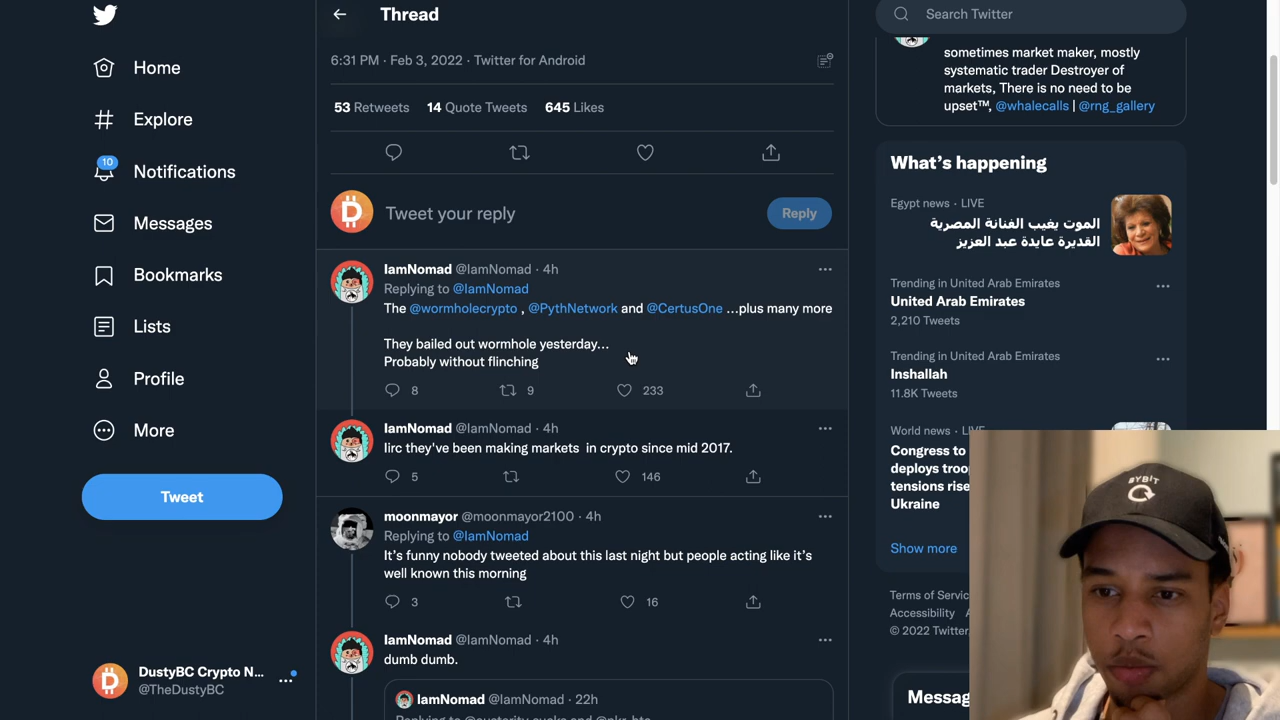 Home
Explore
10
Notifications
Messages
Bookmarks
Lists
Profile
More
Tweet
DustyBC Crypto N...
@TheDustyBC
Thread
6:31 PM · Feb 3, 2022 · Twitter for Android
53 Retweets 14 Quote Tweets 645 Likes
Tweet your reply
Reply
IamNomad @IamNomad · 4h
Replying to @IamNomad
The @wormholecrypto , @PythNetwork and @CertusOne ...plus many more
They bailed out wormhole yesterday...
Probably without flinching
8 9 233
IamNomad @IamNomad · 4h
Iirc they've been making markets in crypto since mid 2017.
5 146
moonmayor @moonmayor2100 · 4h
Replying to @IamNomad
It's funny nobody tweeted about this last night but people acting like it's
well known this morning
3 16
IamNomad @IamNomad · 4h
dumb dumb.
IamNomad @IamNomad · 22h
Replying to
Search Twitter
sometimes market maker, mostly
systematic trader Destroyer of
markets, There is no need to be
upset™, @whalecalls | @rng_gallery
What's happening
Egypt news · LIVE
الموت يغيب الفنانة المصرية
القديرة عايدة عبد العزيز
Trending in United Arab Emirates
United Arab Emirates
2,210 Tweets
Trending in United Arab Emirates
Inshallah
11.8K Tweets
World news · LIVE
Congress to
deploys troo
tensions rise
Ukraine
Show more
Terms of Servic
Accessibility
© 2022 Twitter,
Messag
BYBIT